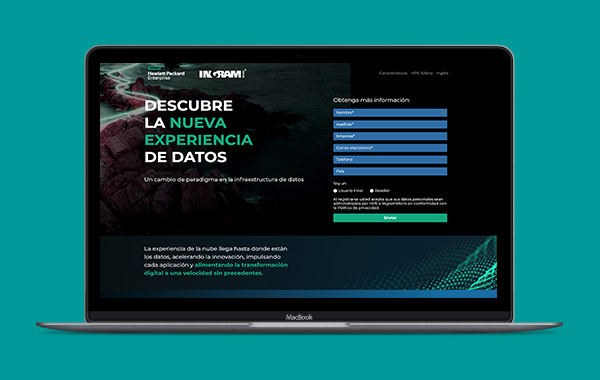 Hewlett Packard
Enterprise
INGRAM
Características HPE Alletra Inglés
DESCUBRE
LA NUEVA
EXPERIENCIA
DE DATOS
Un cambio de paradigma en la infraestructura de datos
Obtenga más información:
Nombre*
Apellido*
Empresa*
Correo electrónico*
Teléfono
País
Soy un:
Usuario Final Reseller
Al registrarse usted acepta que sus datos personales sean
administrados por HPE e IngramMicro en conformidad con
la Política de privacidad.
Enviar
La experiencia de la nube llega hasta donde están
los datos, acelerando la innovación, impulsando
cada aplicación y alimentando la transformación
digital a una velocidad sin precedentes.
MacBook